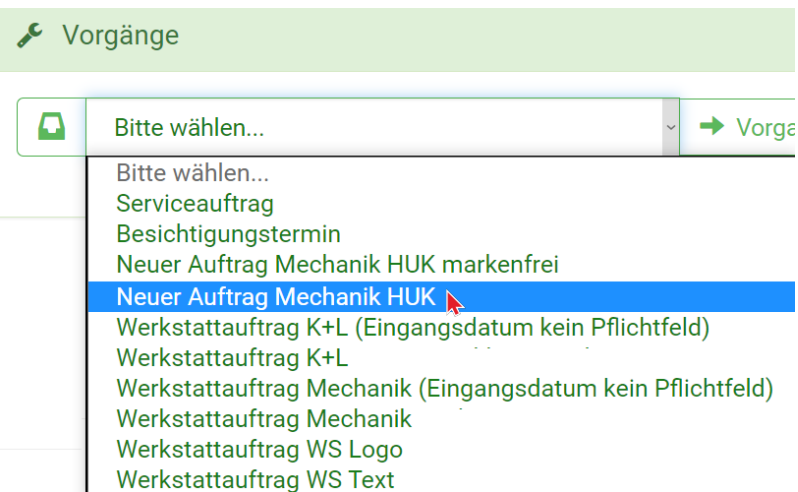 Vorgänge
Bitte wählen...
Bitte wählen...
Serviceauftrag
Besichtigungstermin
Neuer Auftrag Mechanik HUK markenfrei
Neuer Auftrag Mechanik HUK
Werkstattauftrag K+L (Eingangsdatum kein Pflichtfeld)
Werkstattauftrag K+L
Werkstattauftrag Mechanik (Eingangsdatum kein Pflichtfeld)
Werkstattauftrag Mechanik
Werkstattauftrag WS Logo
Werkstattauftrag WS Text